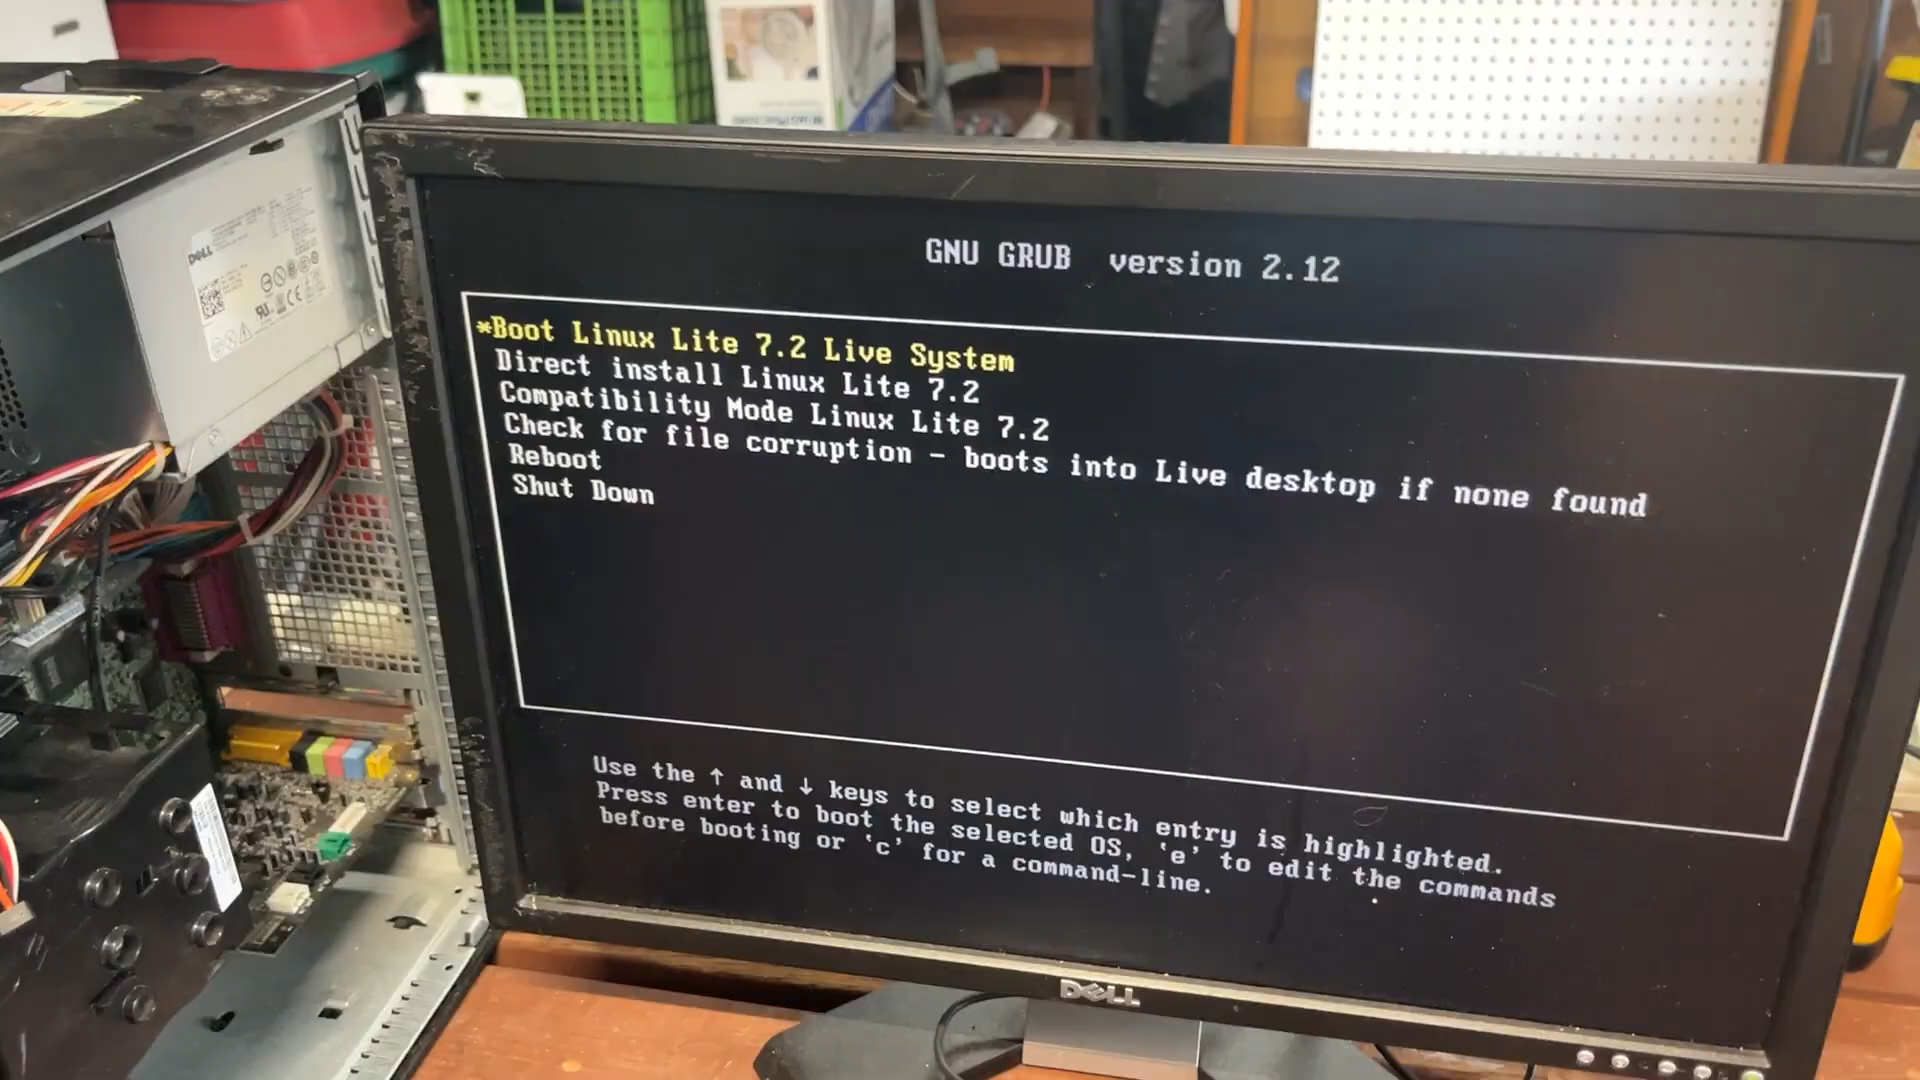 GNU GRUB version 2.12
*Boot Linux Lite 7.2 Live System
Direct install Linux Lite 7.2
Compatibility Mode Linux Lite 7.2
Check for file corruption - boots into Live desktop if none found
Reboot
Shut Down
Use the ↑ and ↓ keys to select which entry is highlighted.
Press enter to boot the selected OS, 'e' to edit the commands
before booting or 'c' for a command-line.
DELL
DELL